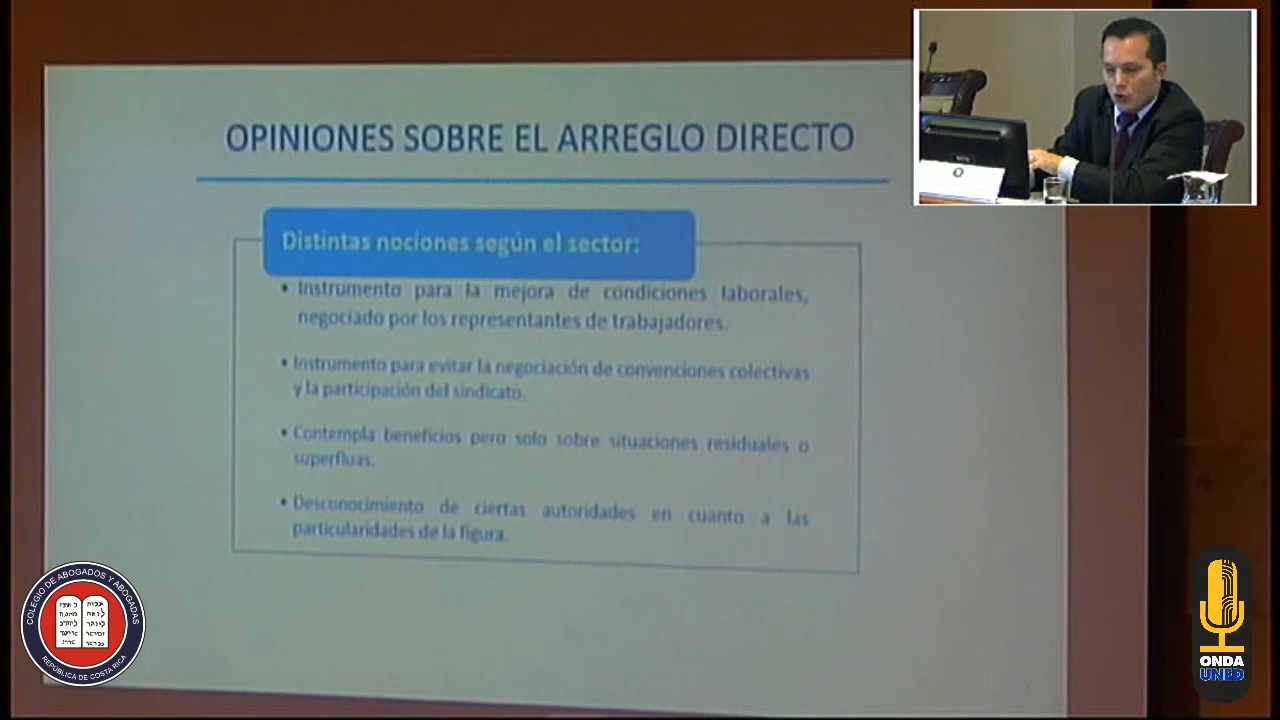 OPINIONES SOBRE EL ARREGLO DIRECTO
Distintas nociones según el sector:
• Instrumento para la mejora de condiciones laborales,
negociado por los representantes de trabajadores.
• Instrumento para evitar la negociación de convenciones colectivas
y la participación del sindicato.
• Contempla beneficios pero solo sobre situaciones residuales o
superfluas.
• Desconocimiento de ciertas autoridades en cuanto a las
particularidades de la figura.
COLEGIO DE ABOGADOS Y ABOGADAS
REPÚBLICA DE COSTA RICA
ONDA
UNED